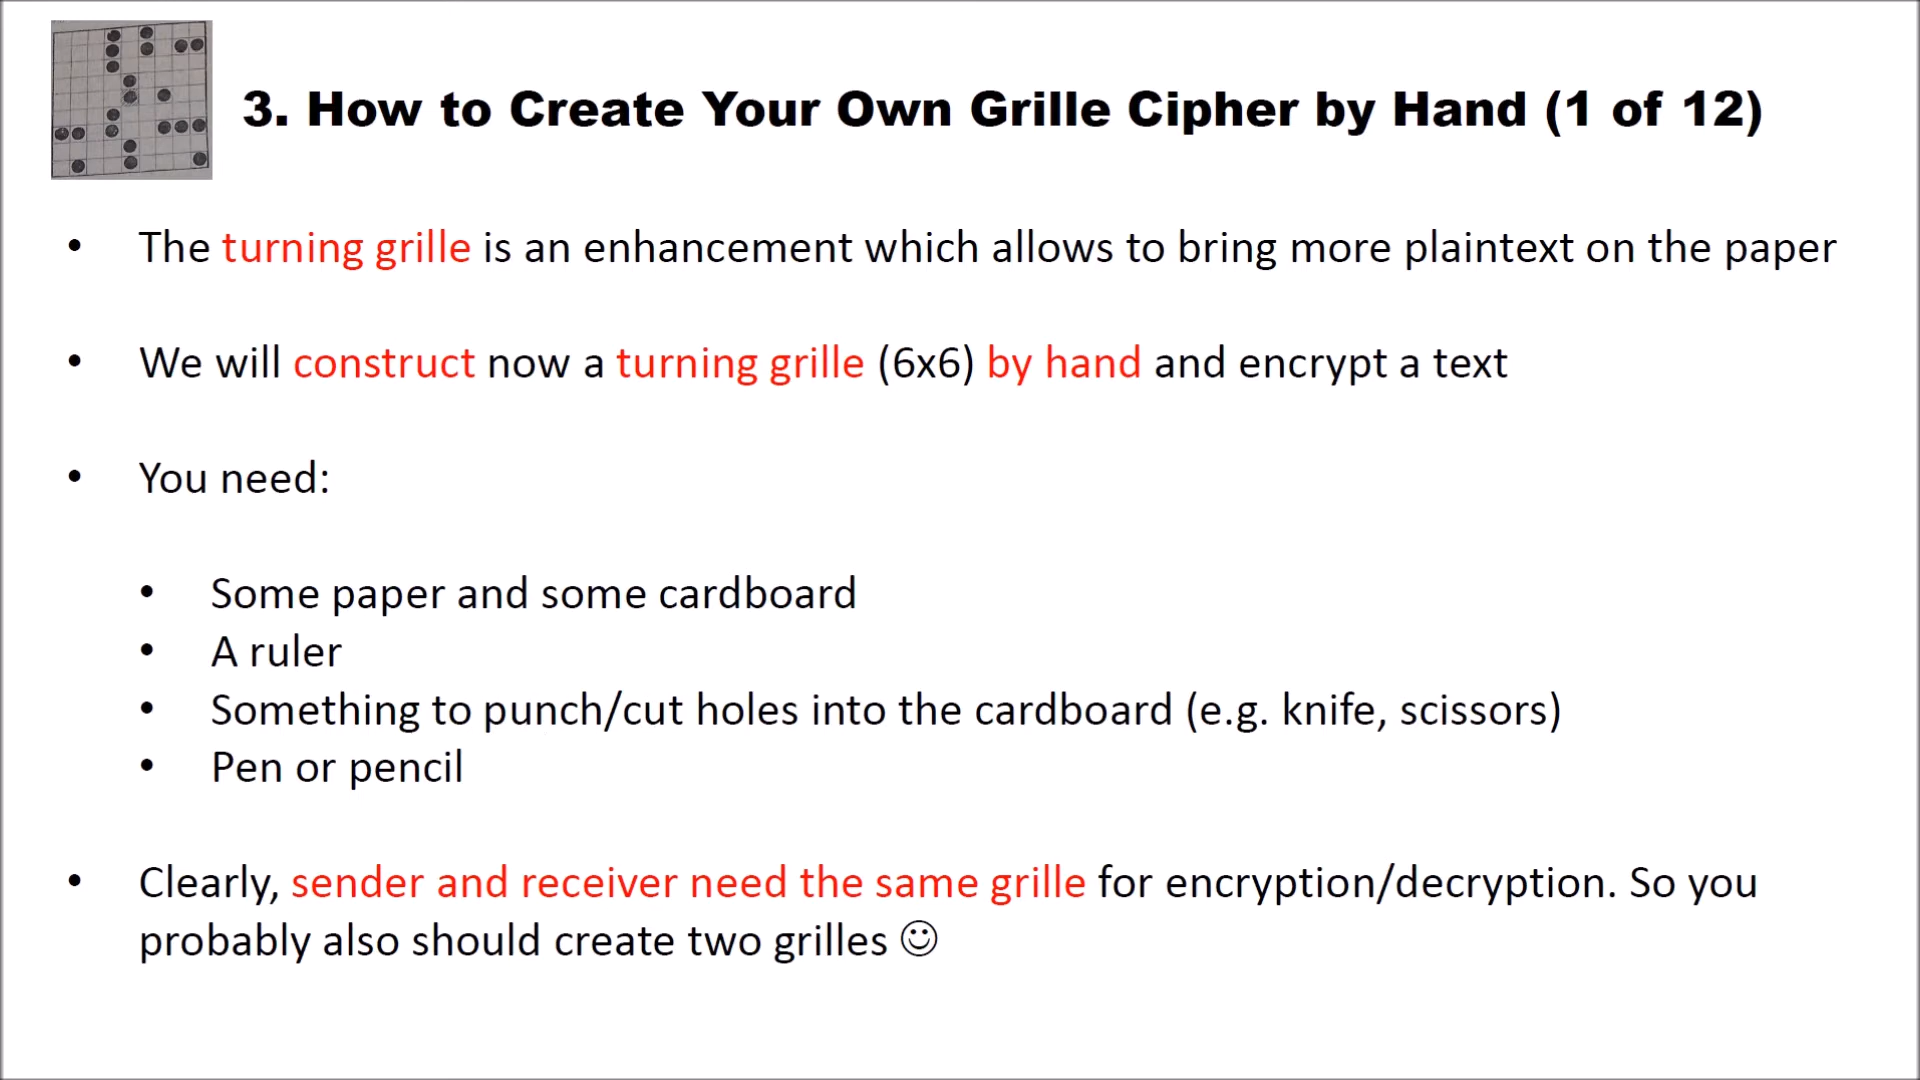 3. How to Create Your Own Grille Cipher by Hand (1 of 12)
• The turning grille is an enhancement which allows to bring more plaintext on the paper
• We will construct now a turning grille (6x6) by hand and encrypt a text
• You need:
• Some paper and some cardboard
• A ruler
• Something to punch/cut holes into the cardboard (e.g. knife, scissors)
• Pen or pencil
• Clearly, sender and receiver need the same grille for encryption/decryption. So you
probably also should create two grilles ☺